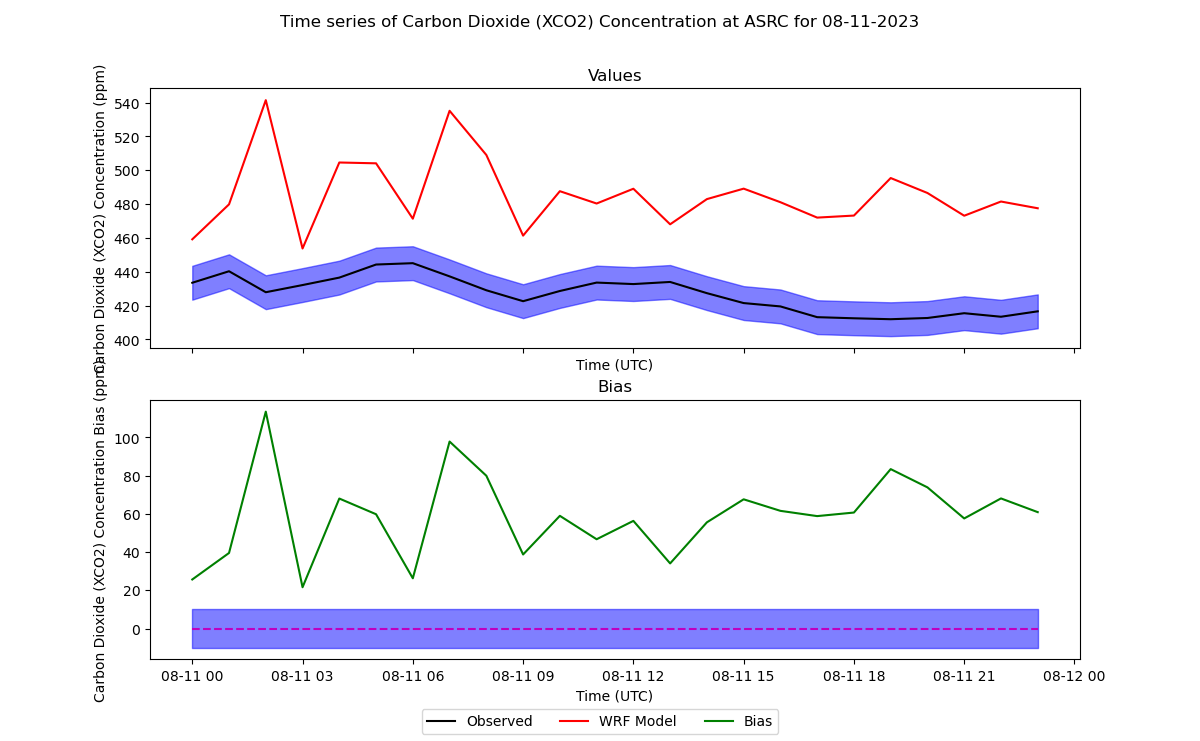 Time series of Carbon Dioxide (XCO2) Concentration at ASRC for 08-11-2023
Values
Carbon Dioxide (XCO2) Concentration (ppm)
540
520
500
480
460
440
420
400
Time (UTC)
Bias
Carbon Dioxide (XCO2) Concentration Bias (ppm)
100
80
60
40
20
0
08-11 00 08-11 03 08-11 06 08-11 09 08-11 12 08-11 15 08-11 18 08-11 21 08-12 00
Time (UTC)
Observed WRF Model Bias